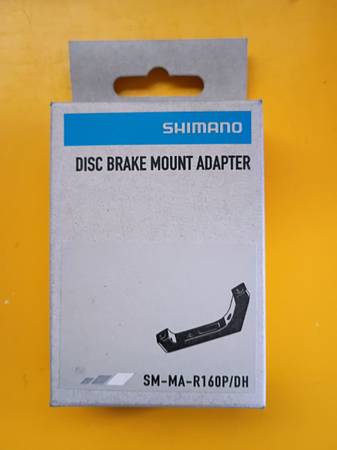 SHIMANO
DISC BRAKE MOUNT ADAPTER
SM-MA-R160P/DH